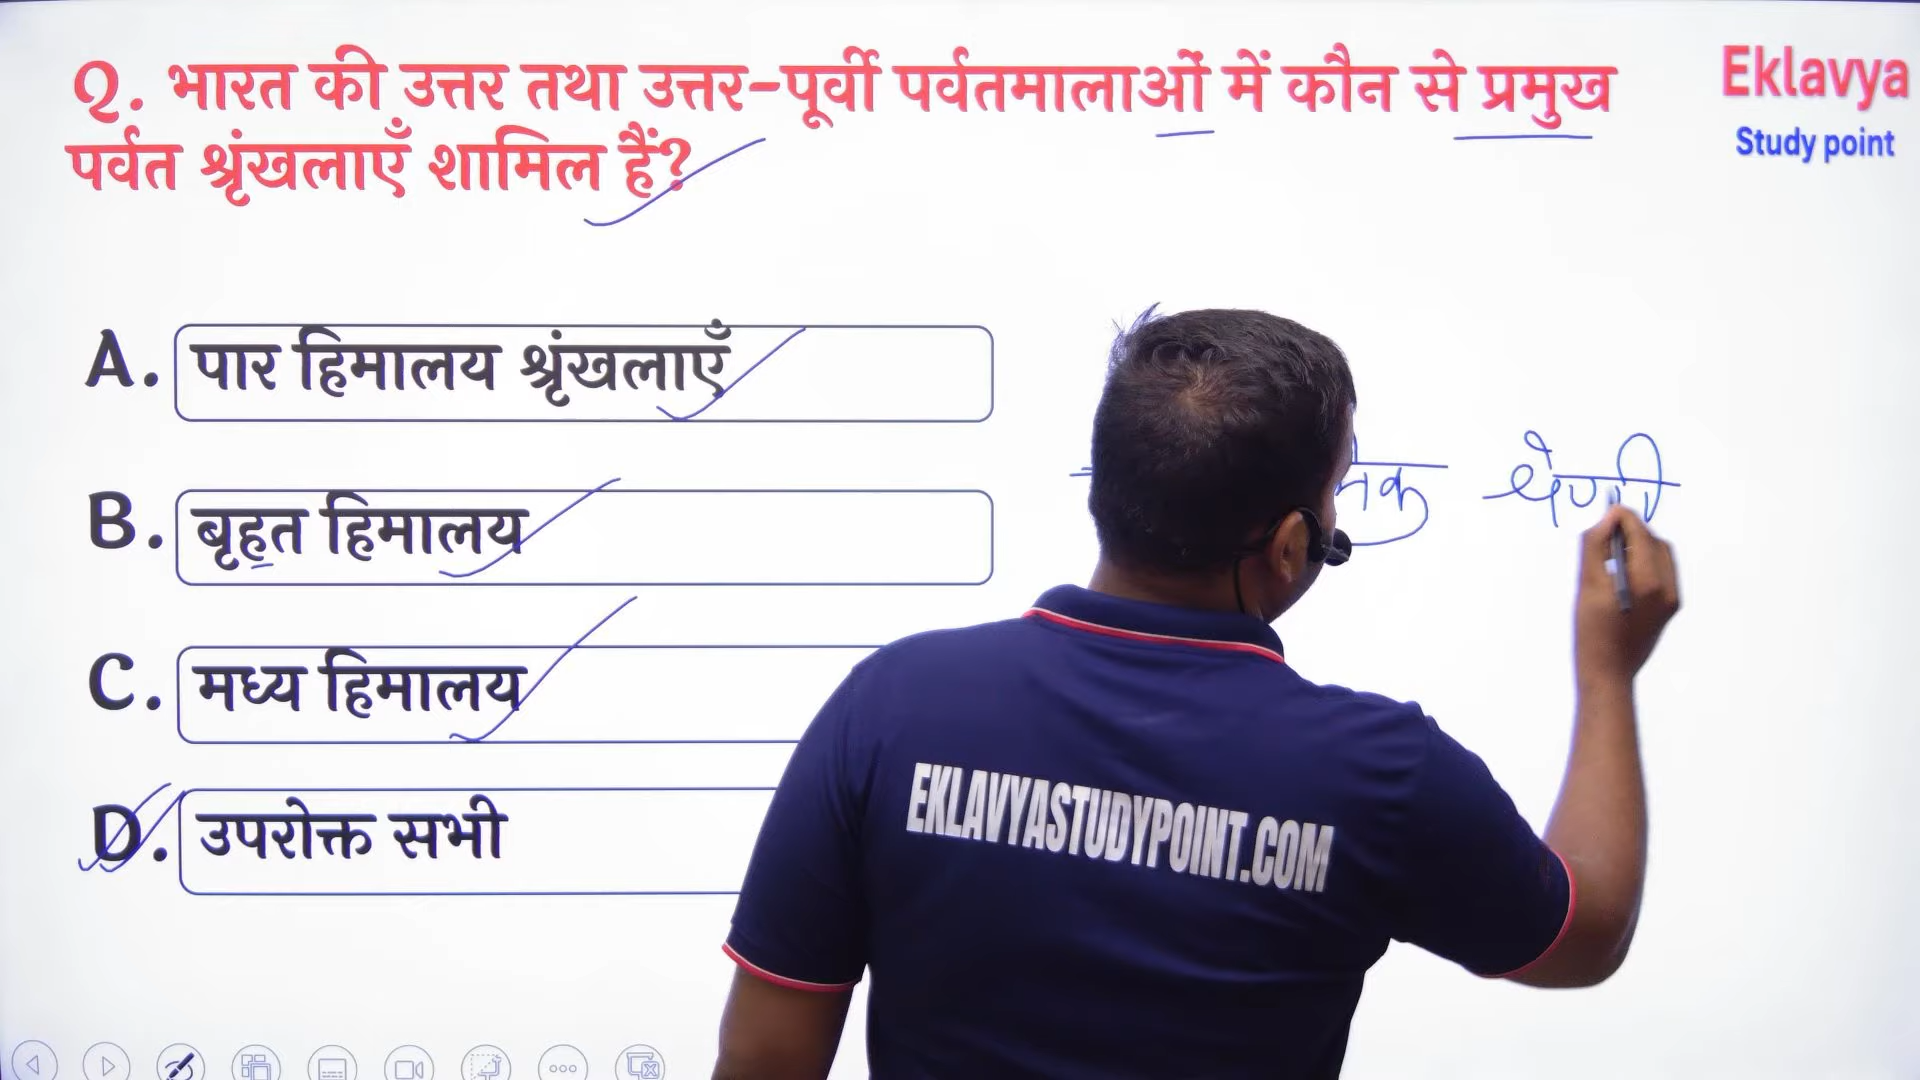 Q. भारत की उत्तर तथा उत्तर-पूर्वी पर्वतमालाओं में कौन से प्रमुख
पर्वत श्रृंखलाएँ शामिल हैं?
Eklavya
Study point
A. पार हिमालय श्रृंखलाएँ
B. बृहत हिमालय
C. मध्य हिमालय
D. उपरोक्त सभी
श्रेणी
EKLAVYASTUDYPOINT.COM